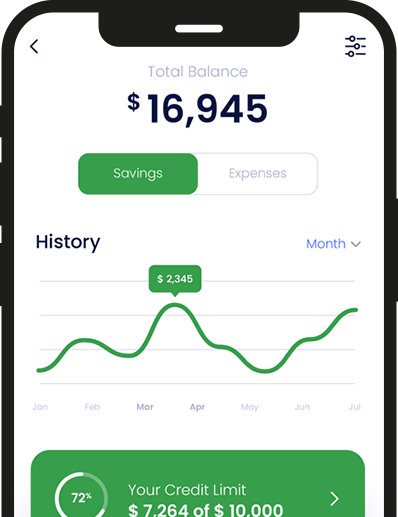 Total Balance
$ 16,945
Savings Expenses
History Month
$ 2,345
Jan Feb Mar Apr May Jun Jul
72% Your Credit Limit
$ 7,264 of $ 10,000